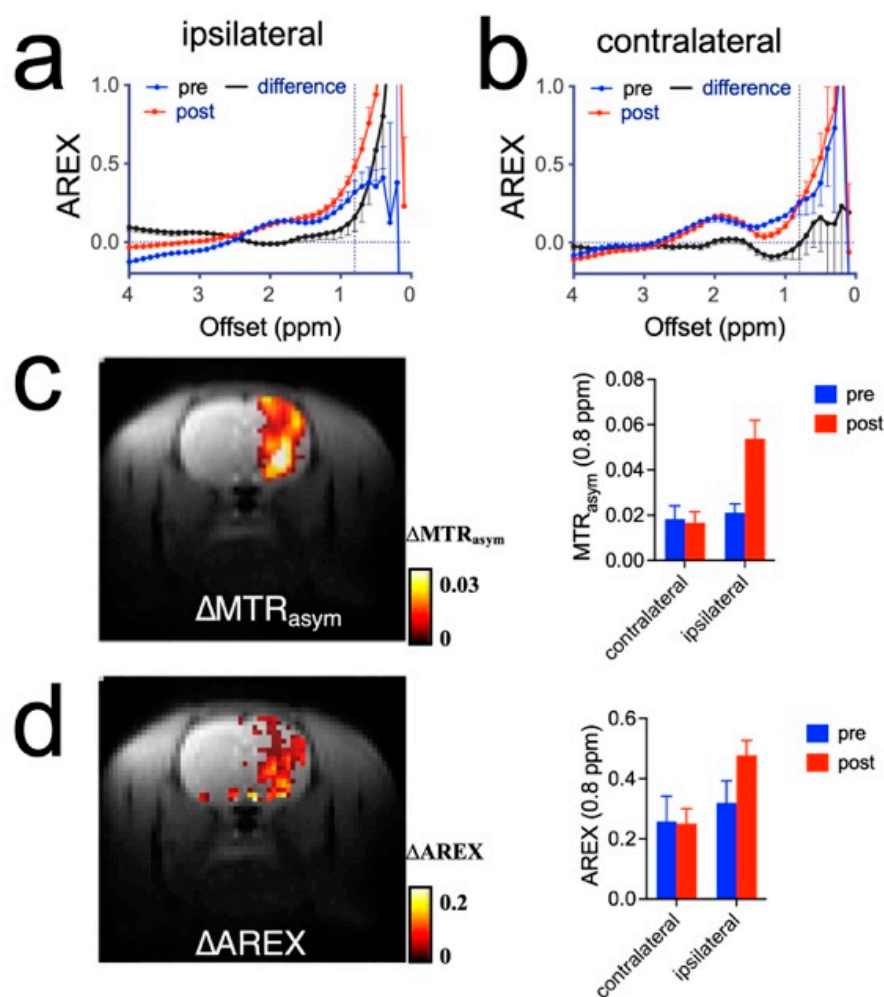 a
ipsilateral
AREX
1.0
0.5
0.0
pre
difference
post
4
3
2
1
0
Offset (ppm)
b
contralateral
AREX
1.0
0.5
0.0
pre
difference
post
4
3
2
1
0
Offset (ppm)
c
ΔMTRasym
ΔMTRasym
0.03
0
MTRasym (0.8 ppm)
0.08
0.06
0.04
0.02
0.00
contralateral
ipsilateral
pre
post
d
ΔAREX
ΔAREX
0.2
0
AREX (0.8 ppm)
0.6
0.4
0.2
0.0
contralateral
ipsilateral
pre
post